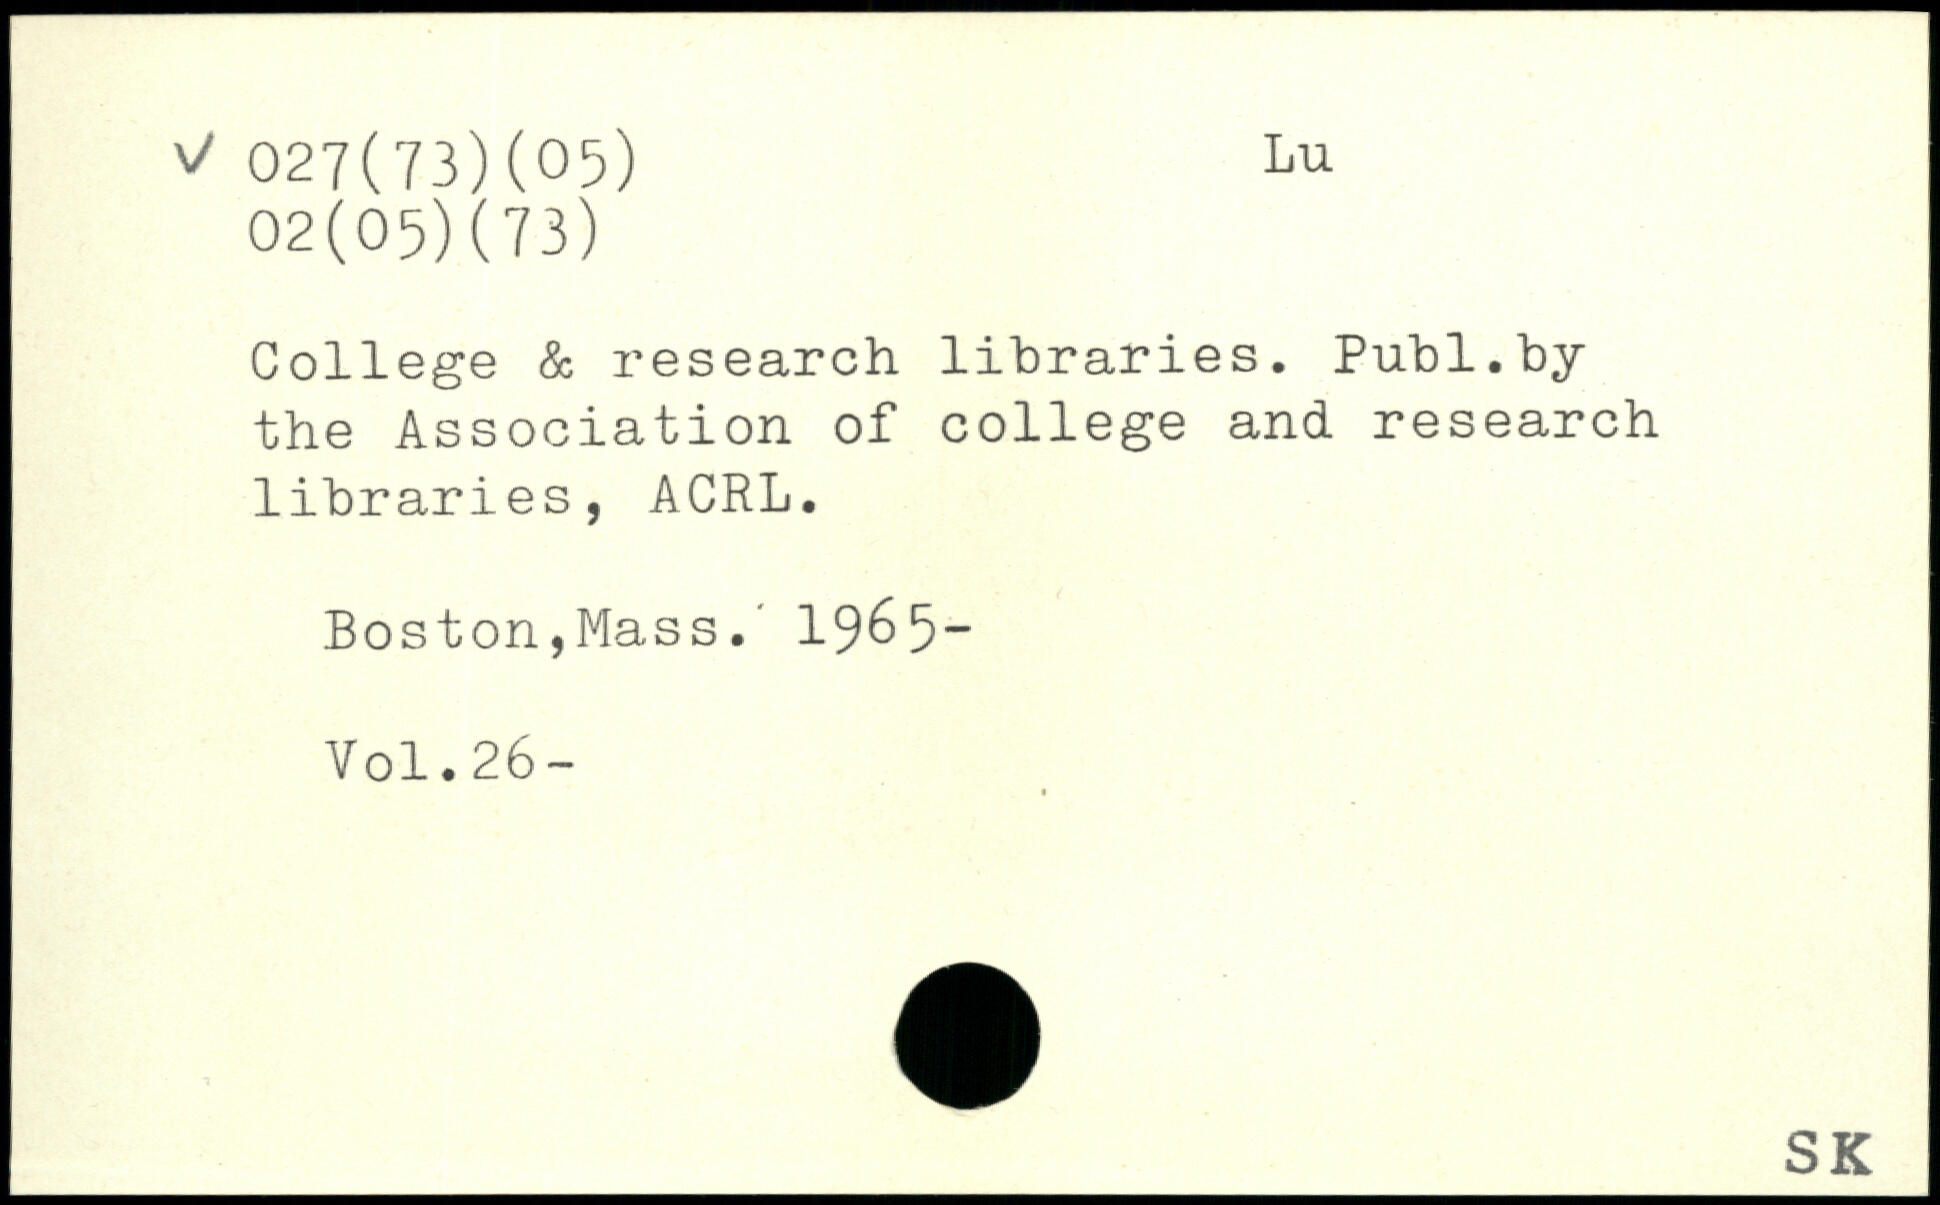 ✓ 027(73)(05) Lu
02(05)(73)
College & research libraries. Publ.by
the Association of college and research
libraries, ACRL.
Boston,Mass. 1965-
Vol.26-
SK